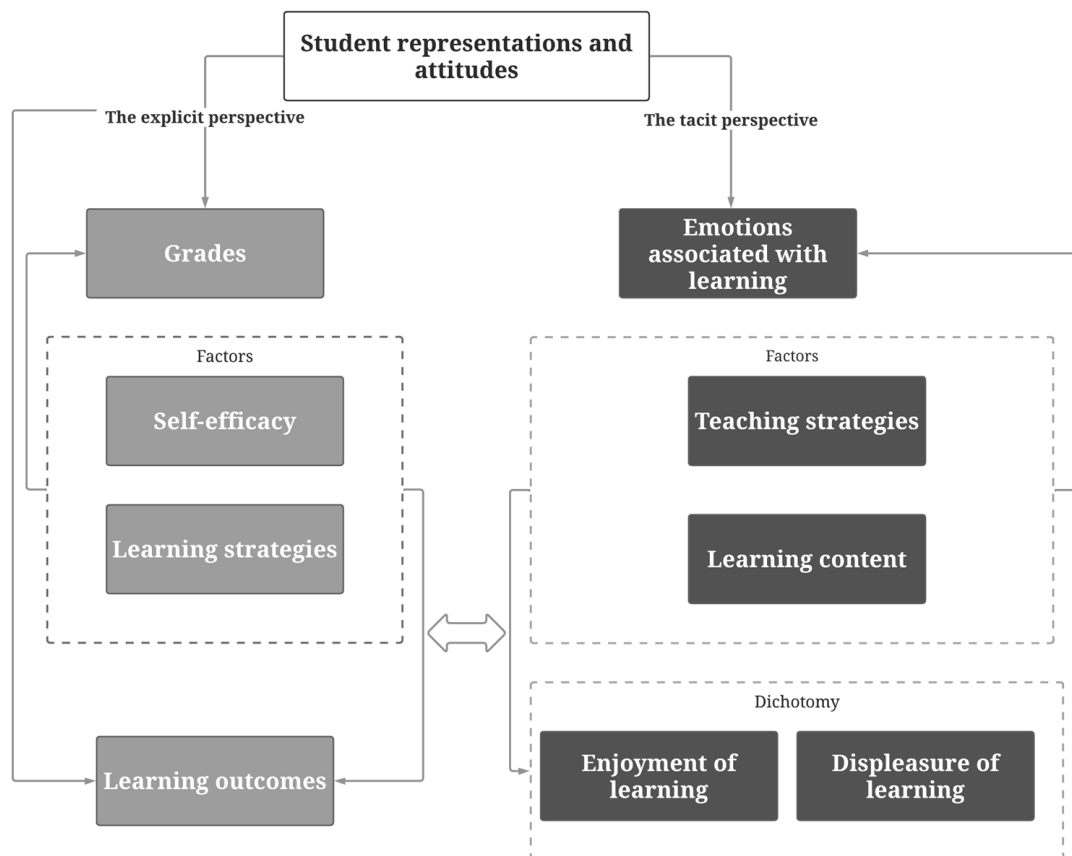 Student representations and
attitudes
The explicit perspective
The tacit perspective
Grades
Emotions
associated with
learning
Factors
Self-efficacy
Learning strategies
Factors
Teaching strategies
Learning content
Learning outcomes
Dichotomy
Enjoyment of
learning
Displeasure of
learning